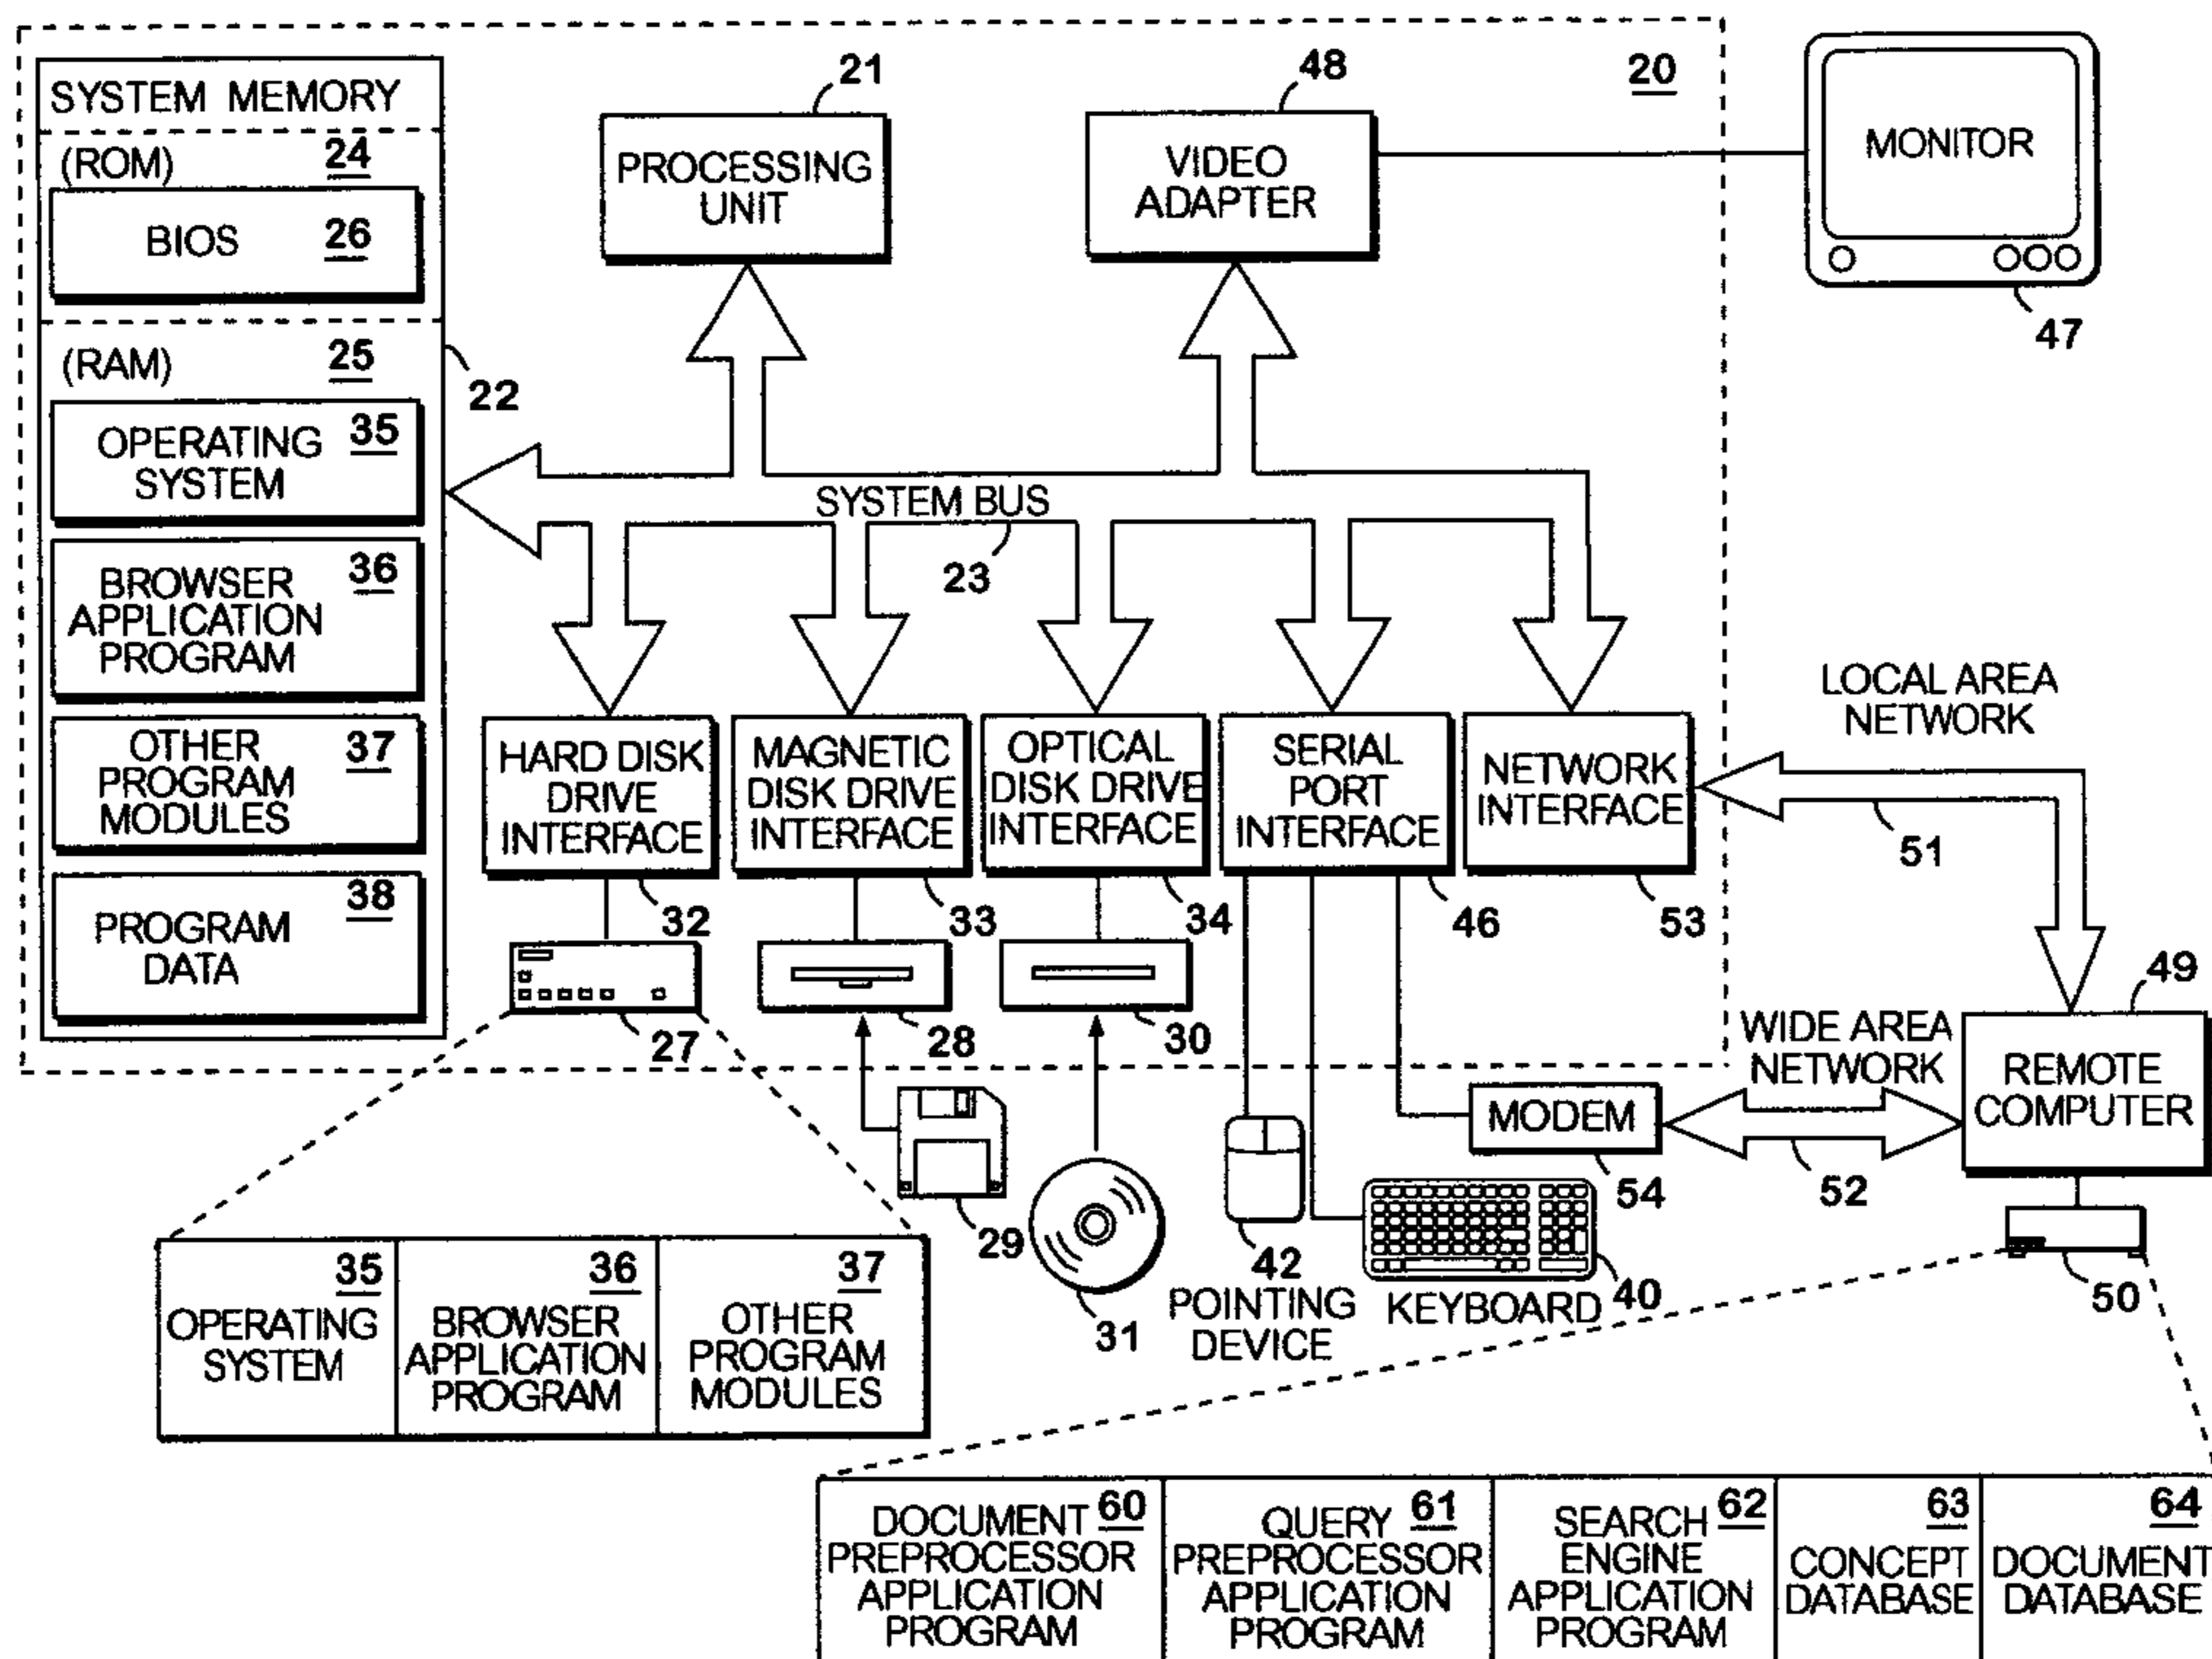 SYSTEM MEMORY
(ROM) 24
BIOS 26
(RAM) 25
22
OPERATING 35
SYSTEM
BROWSER 36
APPLICATION
PROGRAM
OTHER 37
PROGRAM
MODULES
PROGRAM 38
DATA
21
PROCESSING
UNIT
48
VIDEO
ADAPTER
20
MONITOR
47
SYSTEM BUS
23
HARD DISK
DRIVE
INTERFACE
32
MAGNETIC
DISK DRIVE
INTERFACE
33
OPTICAL
DISK DRIVE
INTERFACE
34
SERIAL
PORT
INTERFACE
46
NETWORK
INTERFACE
53
LOCAL AREA
NETWORK
51
27
28
30
29
31
42
POINTING
DEVICE
KEYBOARD 40
MODEM
54
WIDE AREA
NETWORK
52
49
REMOTE
COMPUTER
50
35
OPERATING
SYSTEM
36
BROWSER
APPLICATION
PROGRAM
37
OTHER
PROGRAM
MODULES
DOCUMENT 60
PREPROCESSOR
APPLICATION
PROGRAM
QUERY 61
PREPROCESSOR
APPLICATION
PROGRAM
SEARCH 62
ENGINE
APPLICATION
PROGRAM
63
CONCEPT
DATABASE
64
DOCUMENT
DATABASE